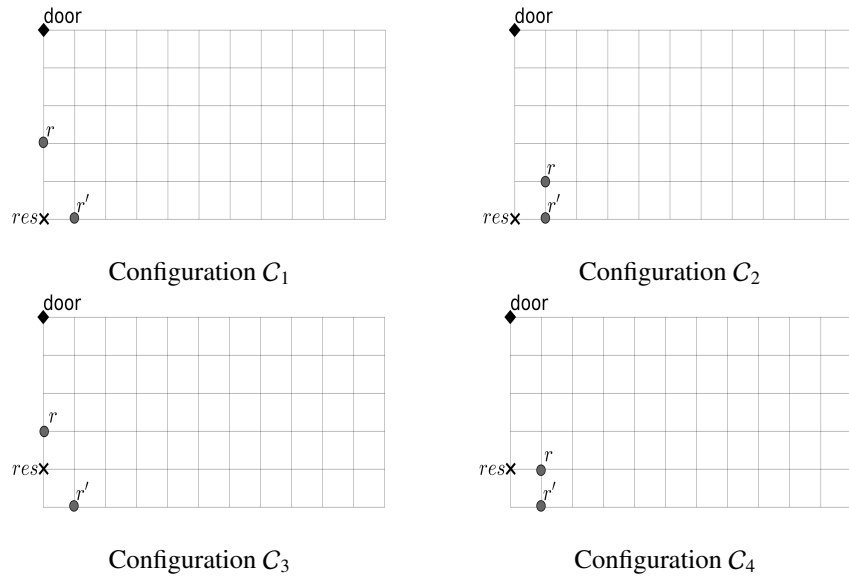 door
door
r
r
res
r′
res
r′
Configuration C₁
Configuration C₂
door
door
r
res
r
res
r′
r′
Configuration C₃
Configuration C₄